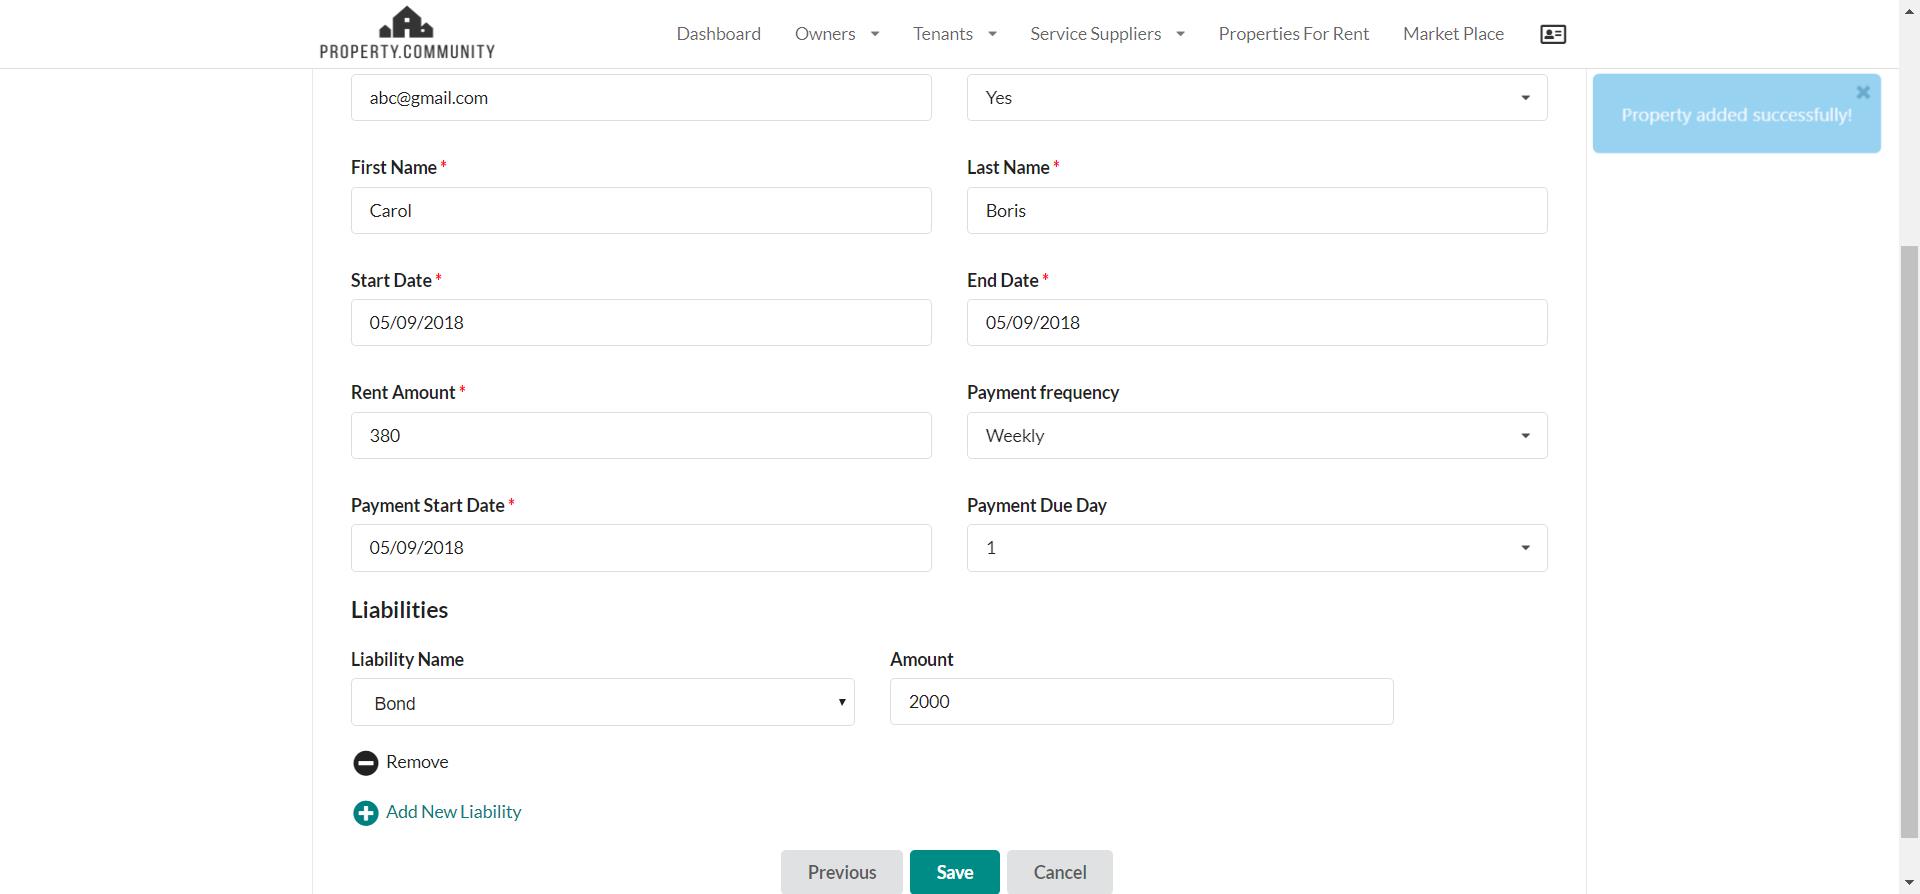 PROPERTY.COMMUNITY
Dashboard Owners Tenants Service Suppliers Properties For Rent Market Place
abc@gmail.com Yes
Property added successfully!
First Name * Last Name *
Carol Boris
Start Date * End Date *
05/09/2018 05/09/2018
Rent Amount * Payment frequency
380 Weekly
Payment Start Date * Payment Due Day
05/09/2018 1
Liabilities
Liability Name Amount
Bond 2000
Remove
Add New Liability
Previous Save Cancel